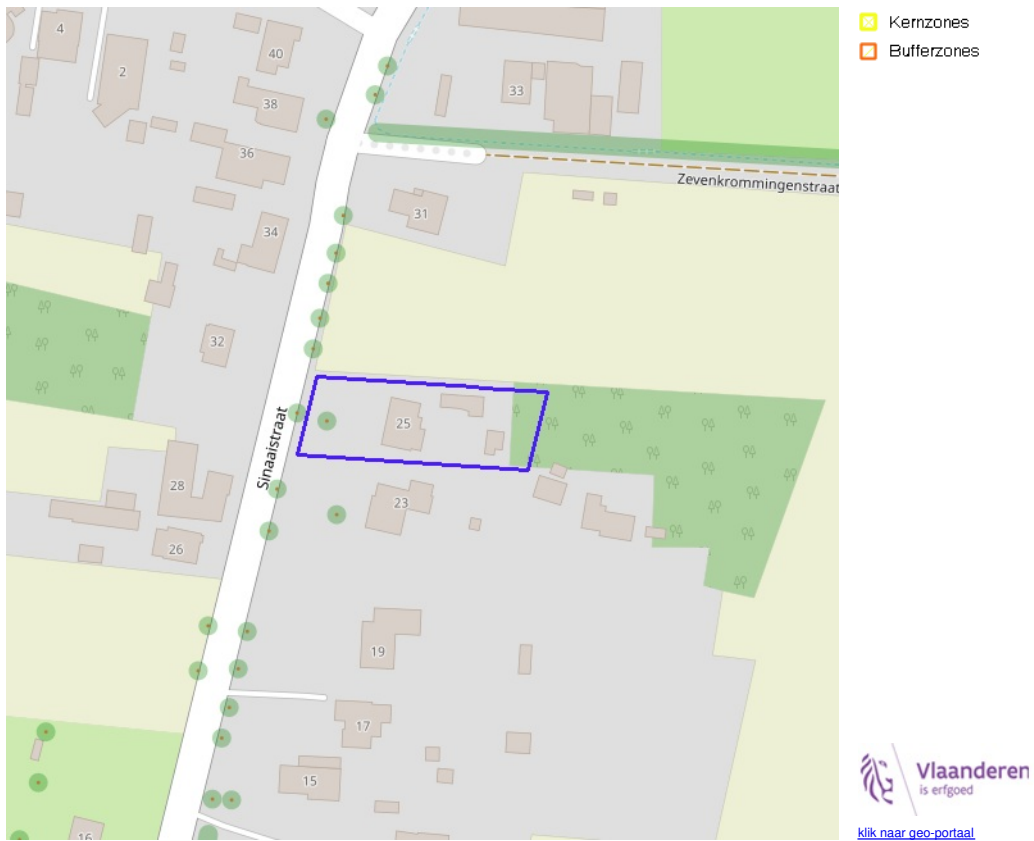 4
2
40
38
36
34
33
31
32
25
23
28
26
19
17
15
16
Zevenkrommingenstraat
Sinaaistraat
Kernzones
Bufferzones
Vlaanderen
is erfgoed
klik naar geo-portaal